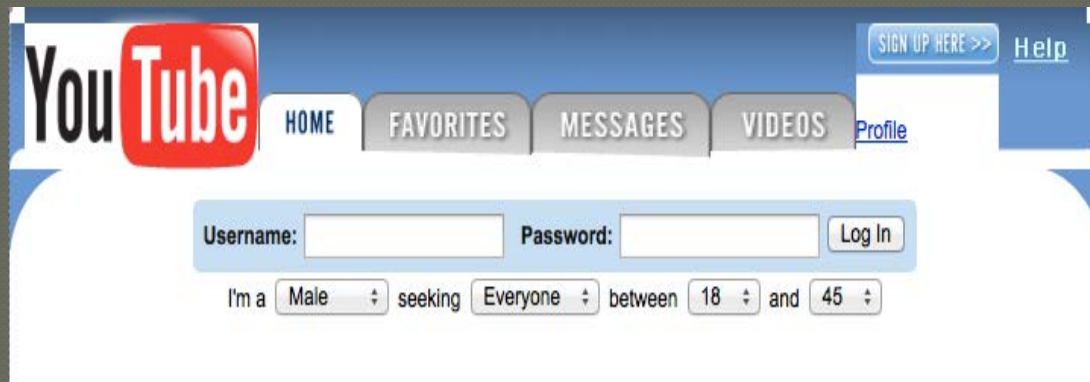 YouTube
SIGN UP HERE >> Help
HOME FAVORITES MESSAGES VIDEOS Profile
Username: Password: Log In
I'm a Male seeking Everyone between 18 and 45